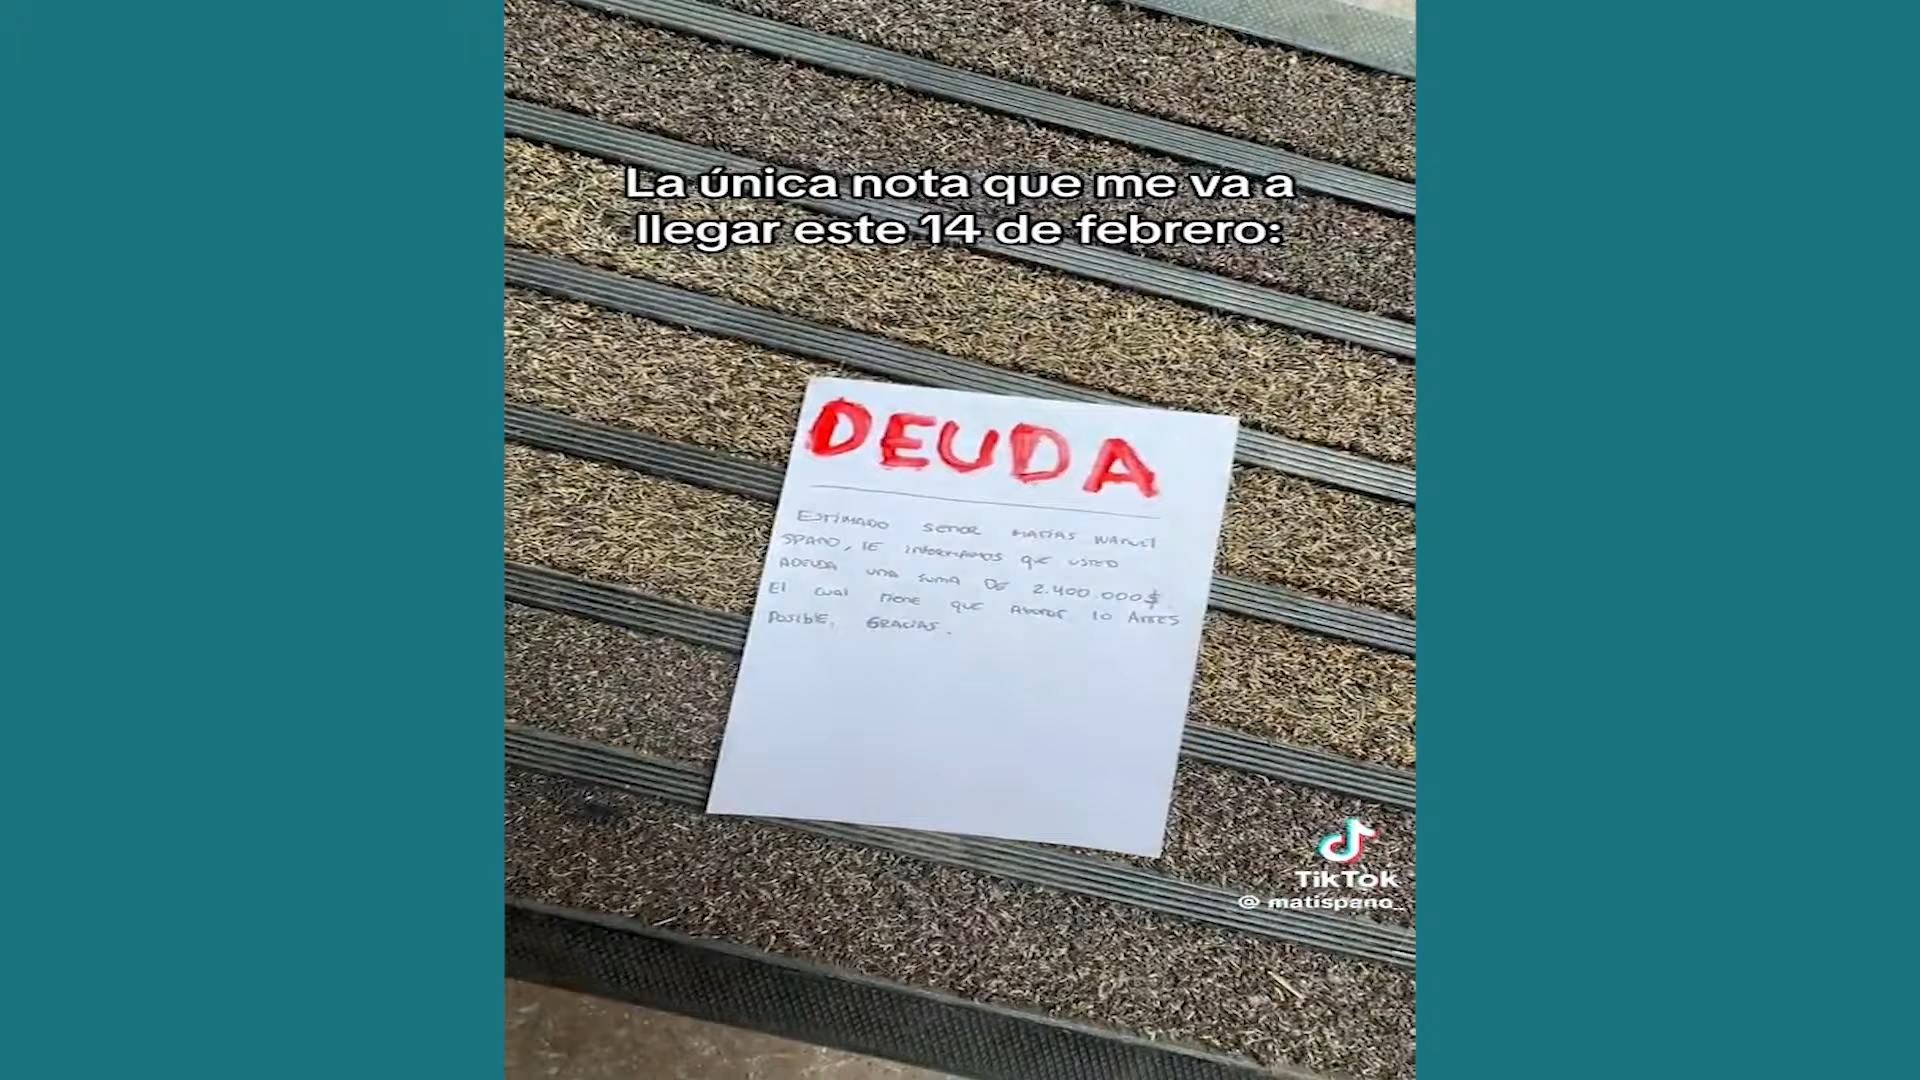 La única nota que me va a
llegar este 14 de febrero:
DEUDA
ESTIMADO SEÑOR MATÍAS MANUEL
SPANO, LE INFORMAMOS QUE USTED
ADEUDA UNA SUMA DE 2.400.000$.
El cual TIENE QUE ABONAR lo ANTES
POSIBLE, GRACIAS.
TikTok
@matispano_